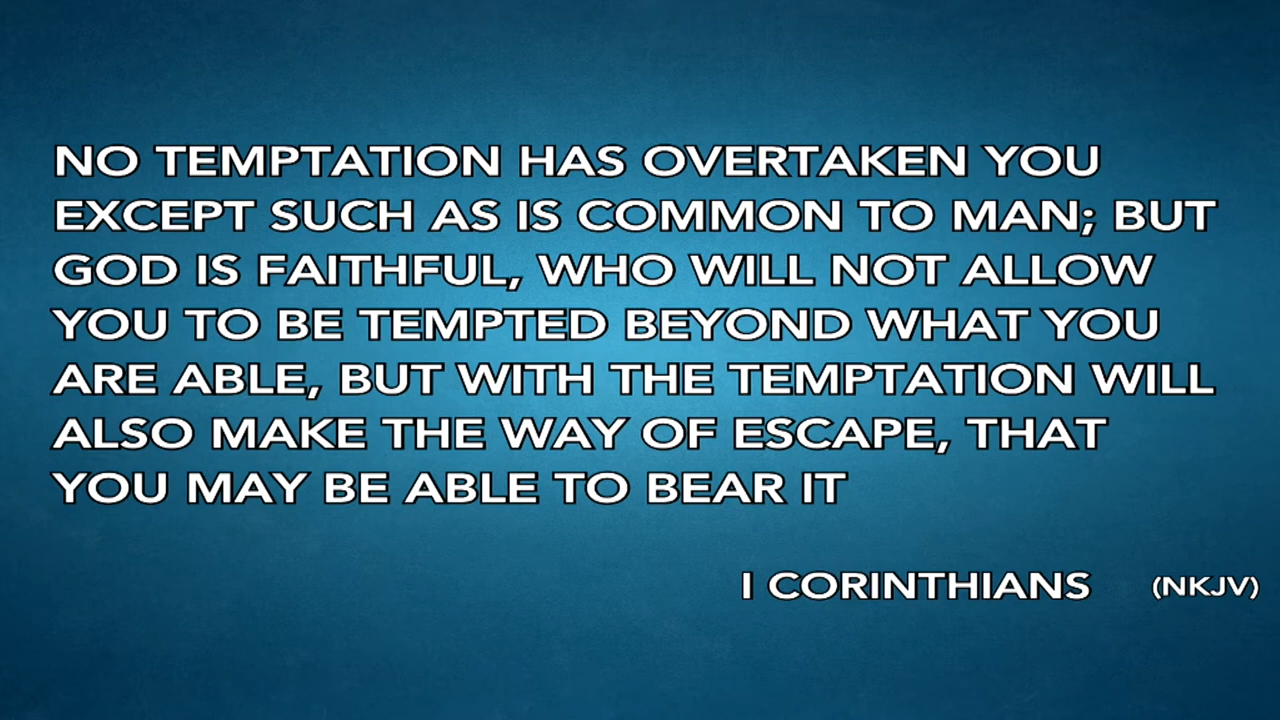 NO TEMPTATION HAS OVERTAKEN YOU
EXCEPT SUCH AS IS COMMON TO MAN; BUT
GOD IS FAITHFUL, WHO WILL NOT ALLOW
YOU TO BE TEMPTED BEYOND WHAT YOU
ARE ABLE, BUT WITH THE TEMPTATION WILL
ALSO MAKE THE WAY OF ESCAPE, THAT
YOU MAY BE ABLE TO BEAR IT
I CORINTHIANS (NKJV)